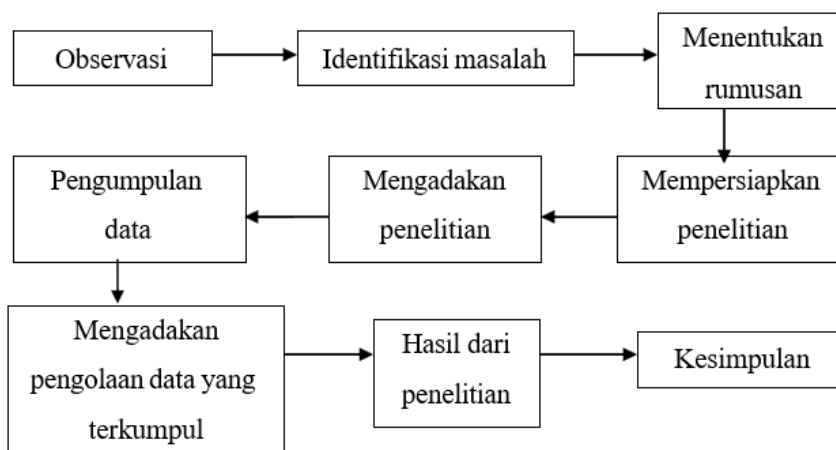 Observasi
Identifikasi masalah
Menentukan
rumusan
Mempersiapkan
penelitian
Mengadakan
penelitian
Pengumpulan
data
Mengadakan
pengolaan data yang
terkumpul
Hasil dari
penelitian
Kesimpulan